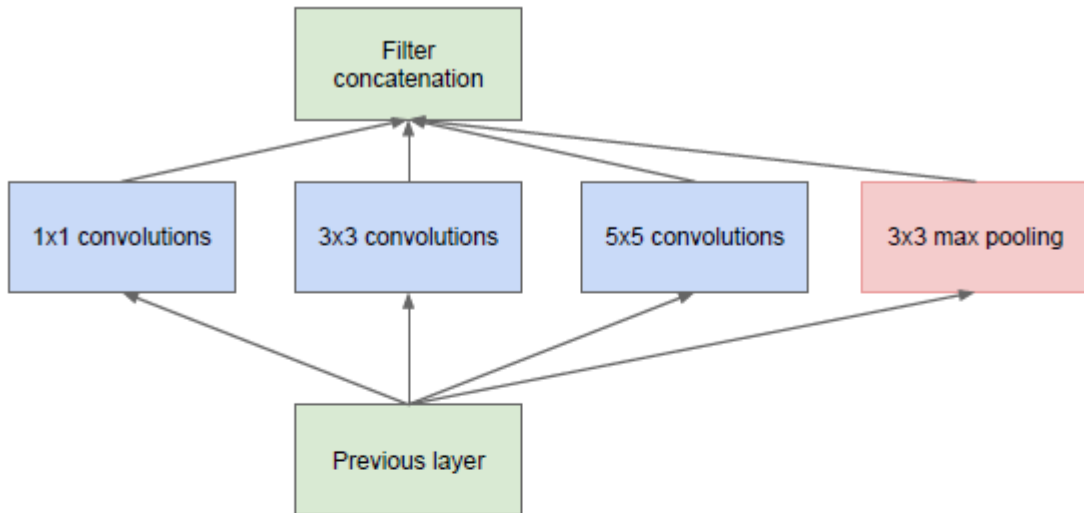 Filter
concatenation
1x1 convolutions
3x3 convolutions
5x5 convolutions
3x3 max pooling
Previous layer